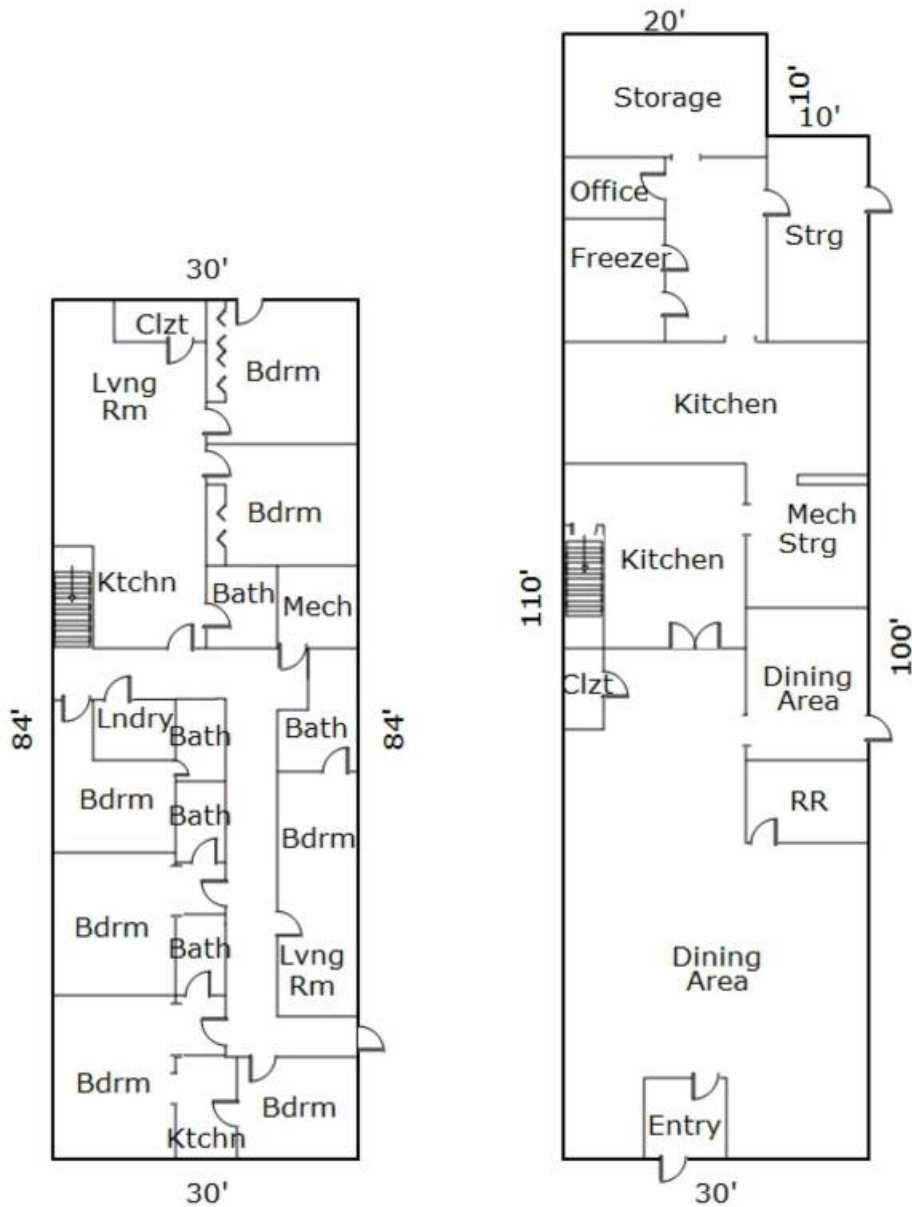 30'
Clzt
Bdrm
Lvng
Rm
Bdrm
Ktchn
Bath
Mech
84'
84'
Lndry
Bath
Bath
Bdrm
Bath
Bdrm
Bdrm
Bath
Lvng
Rm
Bdrm
Bdrm
Ktchn
30'
20'
Storage
10'
10'
Office
Strg
Freezer
Kitchen
Mech
Strg
Kitchen
110'
100'
Clzt
Dining
Area
RR
Dining
Area
Entry
30'